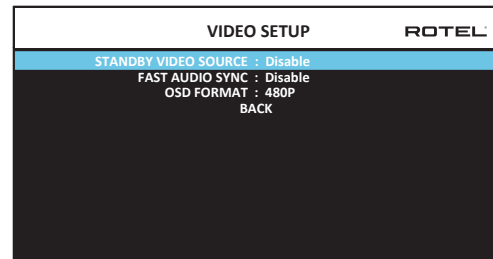 VIDEO SETUP
ROTEL
STANDBY VIDEO SOURCE : Disable
FAST AUDIO SYNC : Disable
OSD FORMAT : 480P
BACK